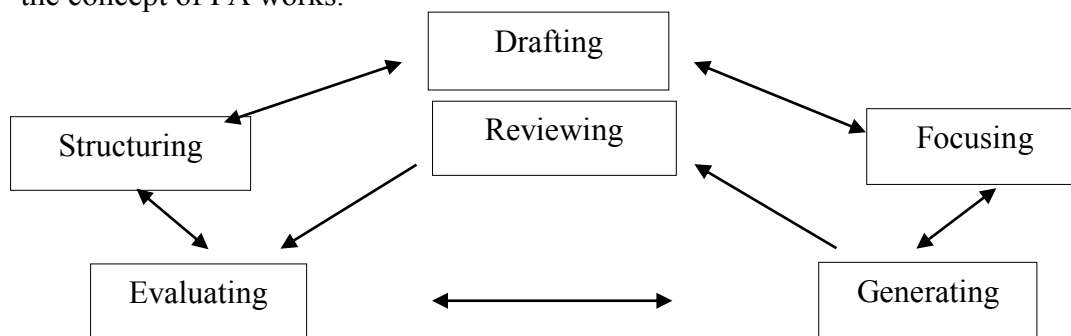 the concept of PA works.
Drafting
Reviewing
Structuring
Focusing
Evaluating
Generating